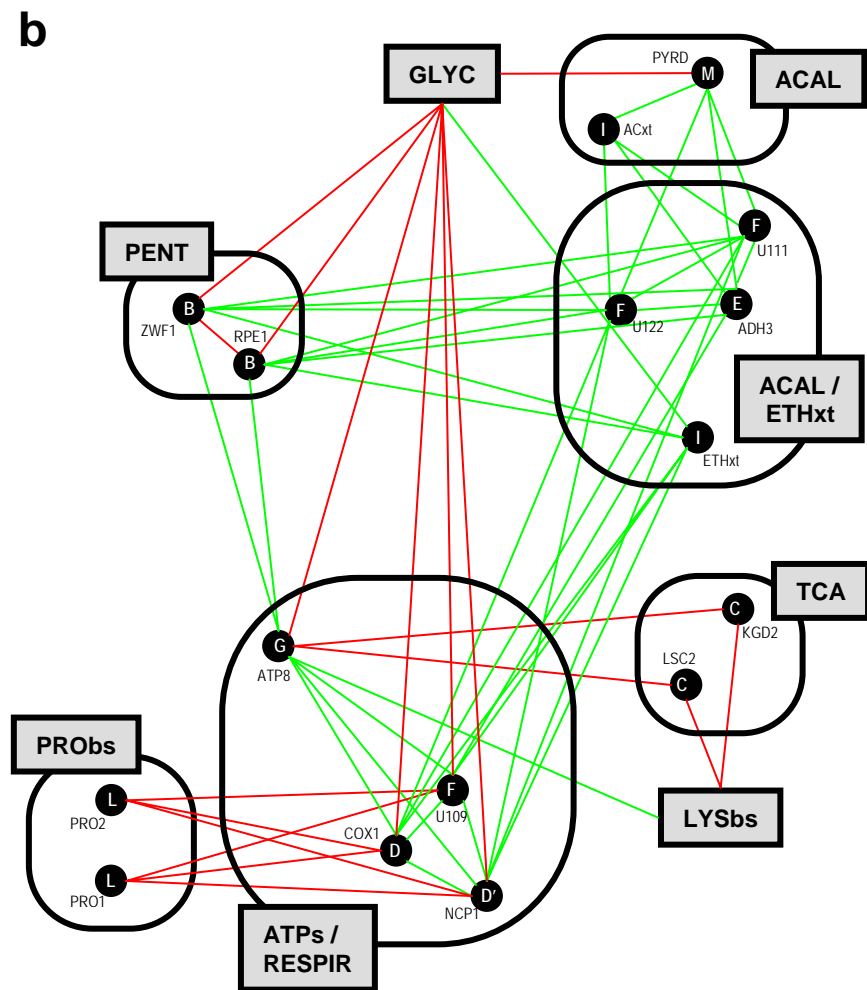 b
GLYC
PYRD
M
ACAL
I
ACxt
F
U111
PENT
B
ZWF1
RPE1
B
F
U122
E
ADH3
ACAL /
ETHxt
I
ETHxt
TCA
C
KGD2
LSC2
C
G
ATP8
PRObs
L
PRO2
F
U109
LYSbs
COX1
D
L
PRO1
D'
NCP1
ATPs /
RESPIR